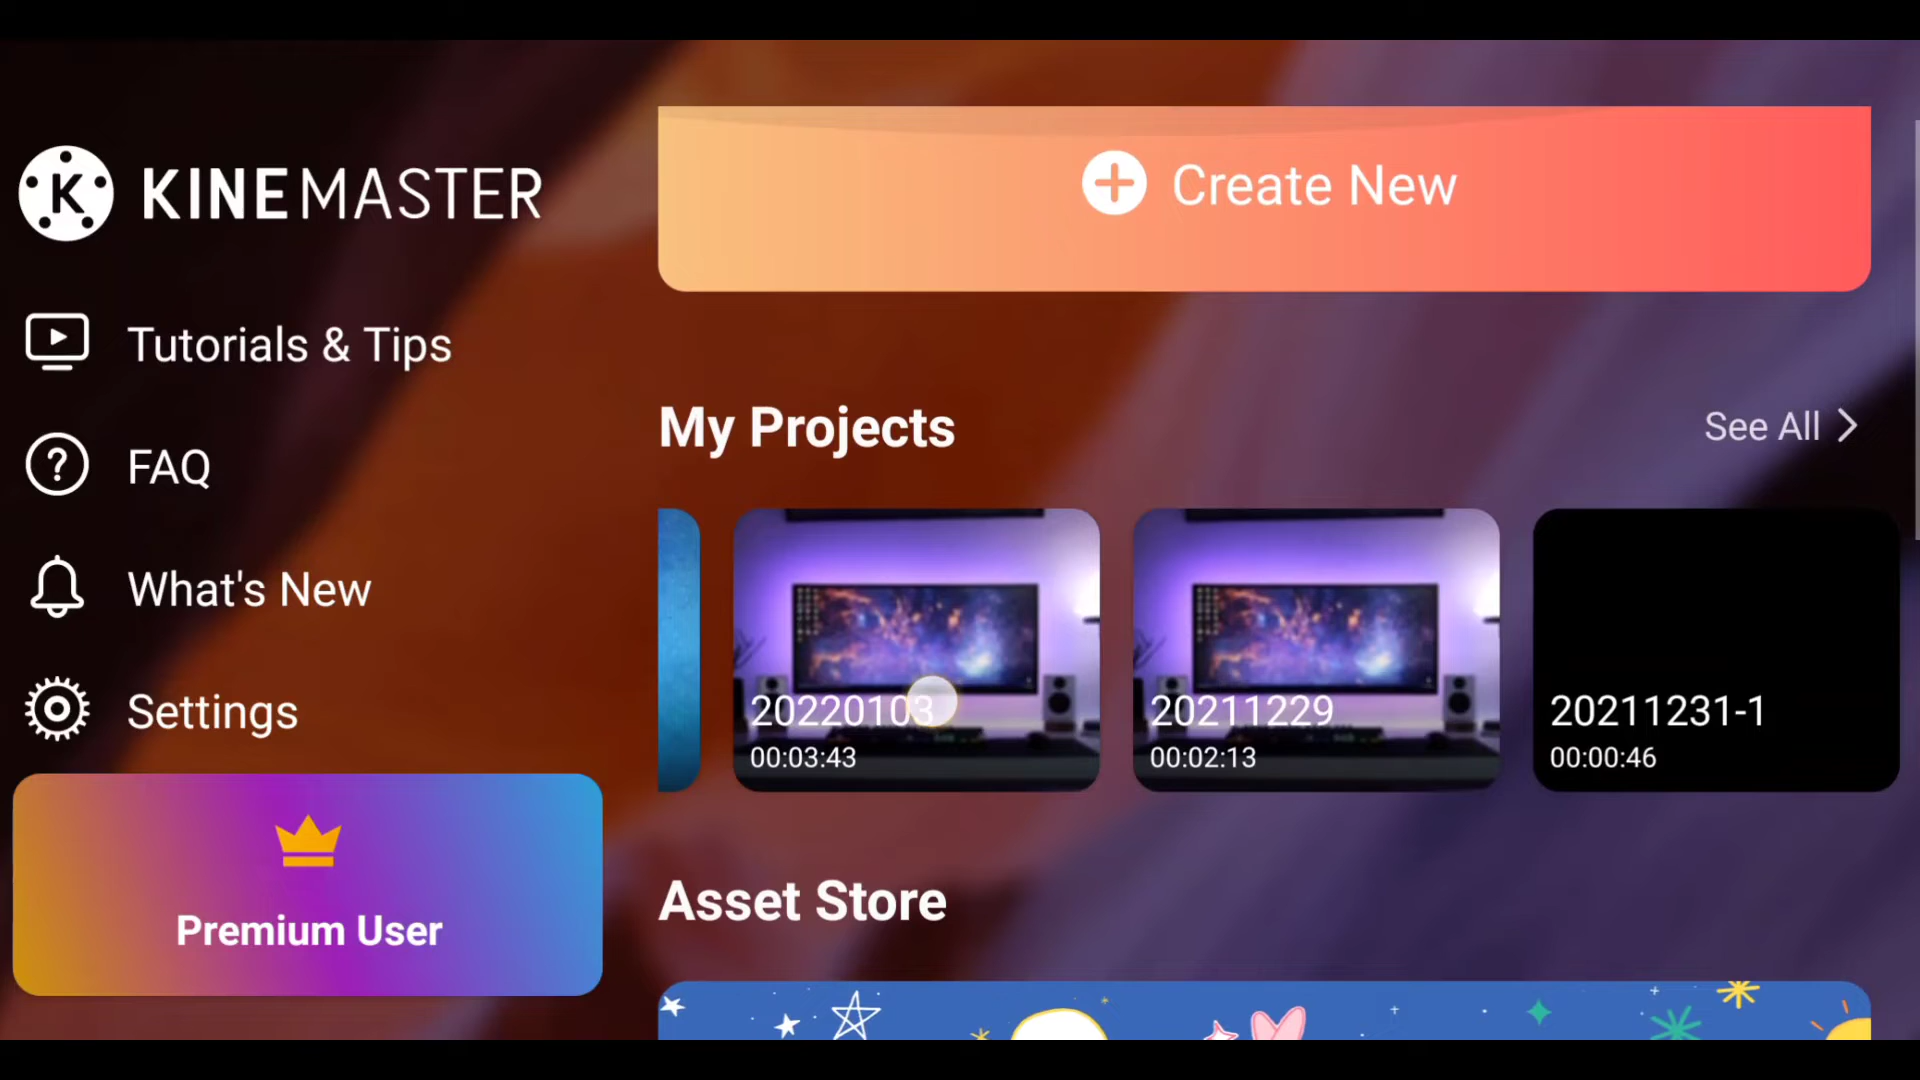 KINEMASTER
Tutorials & Tips
FAQ
What's New
Settings
Premium User
Create New
My Projects
See All
20220103
00:03:43
20211229
00:02:13
20211231-1
00:00:46
Asset Store